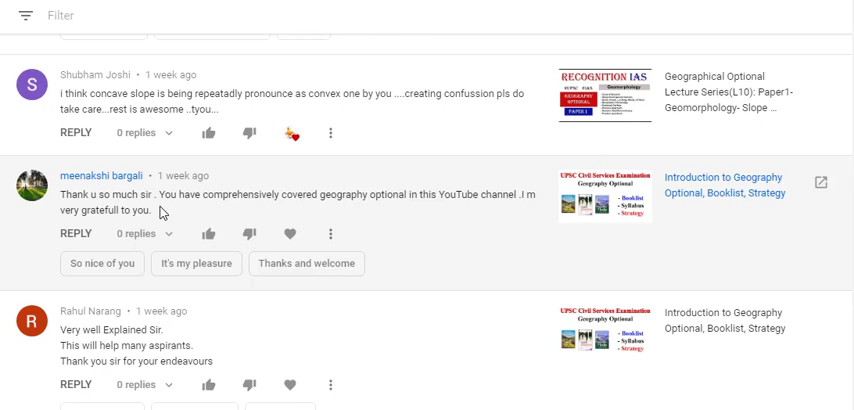 Filter
Shubham Joshi • 1 week ago
i think concave slope is being repeatadly pronounce as convex one by you ....creating confussion pls do
take care...rest is awesome ..tyou...
REPLY 0 replies
RECOGNITION IAS
Geomorphology
GEOGRAPHY
OPTIONAL
PAPER 1
Geographical Optional
Lecture Series(L10): Paper1-
Geomorphology- Slope ...
meenakshi bargali • 1 week ago
Thank u so much sir . You have comprehensively covered geography optional in this YouTube channel .I m
very gratefull to you.
REPLY 0 replies
So nice of you It's my pleasure Thanks and welcome
UPSC Civil Services Examination
Geography Optional
- Booklist
- Syllabus
- Strategy
Introduction to Geography
Optional, Booklist, Strategy
Rahul Narang • 1 week ago
Very well Explained Sir.
This will help many aspirants.
Thank you sir for your endeavours
REPLY 0 replies
UPSC Civil Services Examination
Geography Optional
- Booklist
- Syllabus
- Strategy
Introduction to Geography
Optional, Booklist, Strategy